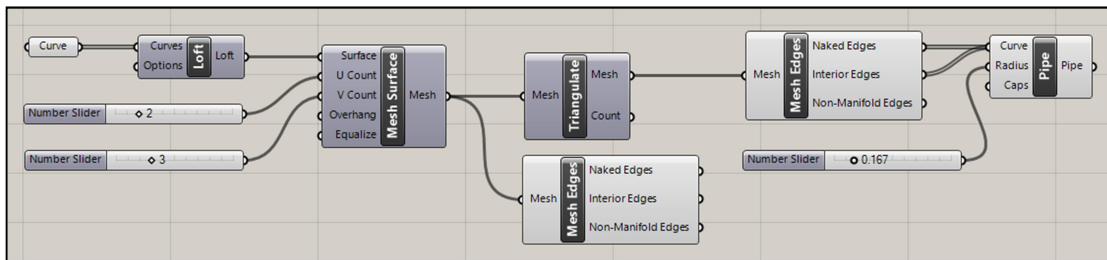 Curve
Curves
Options
Loft
Loft
Number Slider 2
Number Slider 3
Surface
U Count
V Count
Overhang
Equalize
Mesh Surface
Mesh
Mesh
Triangulate
Mesh
Count
Mesh
Mesh Edges
Naked Edges
Interior Edges
Non-Manifold Edges
Mesh
Mesh Edges
Naked Edges
Interior Edges
Non-Manifold Edges
Number Slider 0.167
Curve
Radius
Caps
Pipe
Pipe